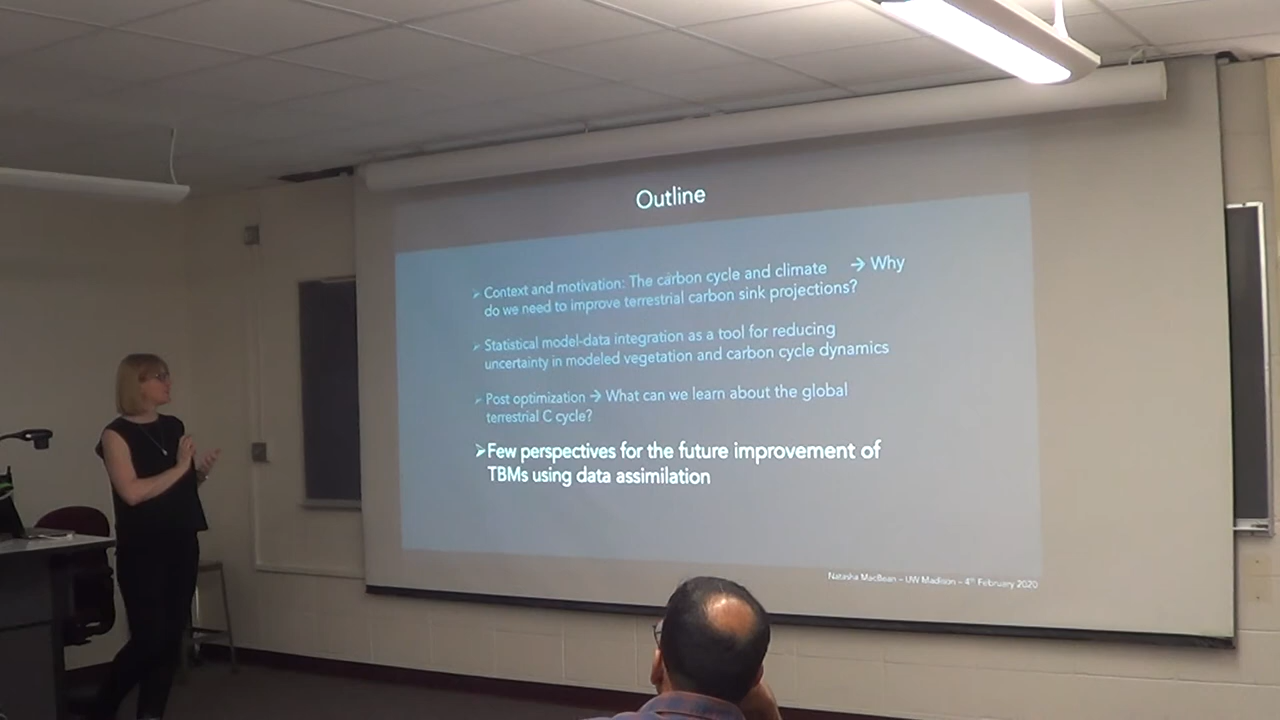 Outline
➢ Context and motivation: The carbon cycle and climate → Why
do we need to improve terrestrial carbon sink projections?
➢ Statistical model-data integration as a tool for reducing
uncertainty in modeled vegetation and carbon cycle dynamics
➢ Post optimization → What can we learn about the global
terrestrial C cycle?
➢Few perspectives for the future improvement of
TBMs using data assimilation
Natasha MacBean – UW Madison – 4th February 2020